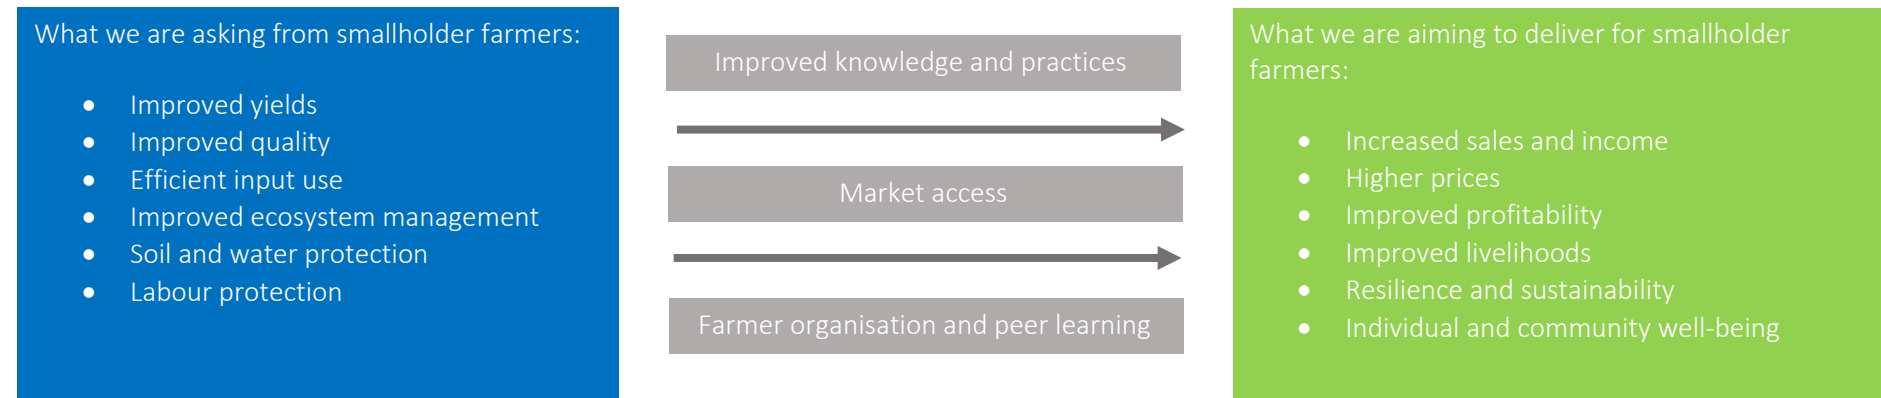 What we are asking from smallholder farmers:
● Improved yields
● Improved quality
● Efficient input use
● Improved ecosystem management
● Soil and water protection
● Labour protection
Improved knowledge and practices
Market access
Farmer organisation and peer learning
What we are aiming to deliver for smallholder
farmers:
● Increased sales and income
● Higher prices
● Improved profitability
● Improved livelihoods
● Resilience and sustainability
● Individual and community well-being